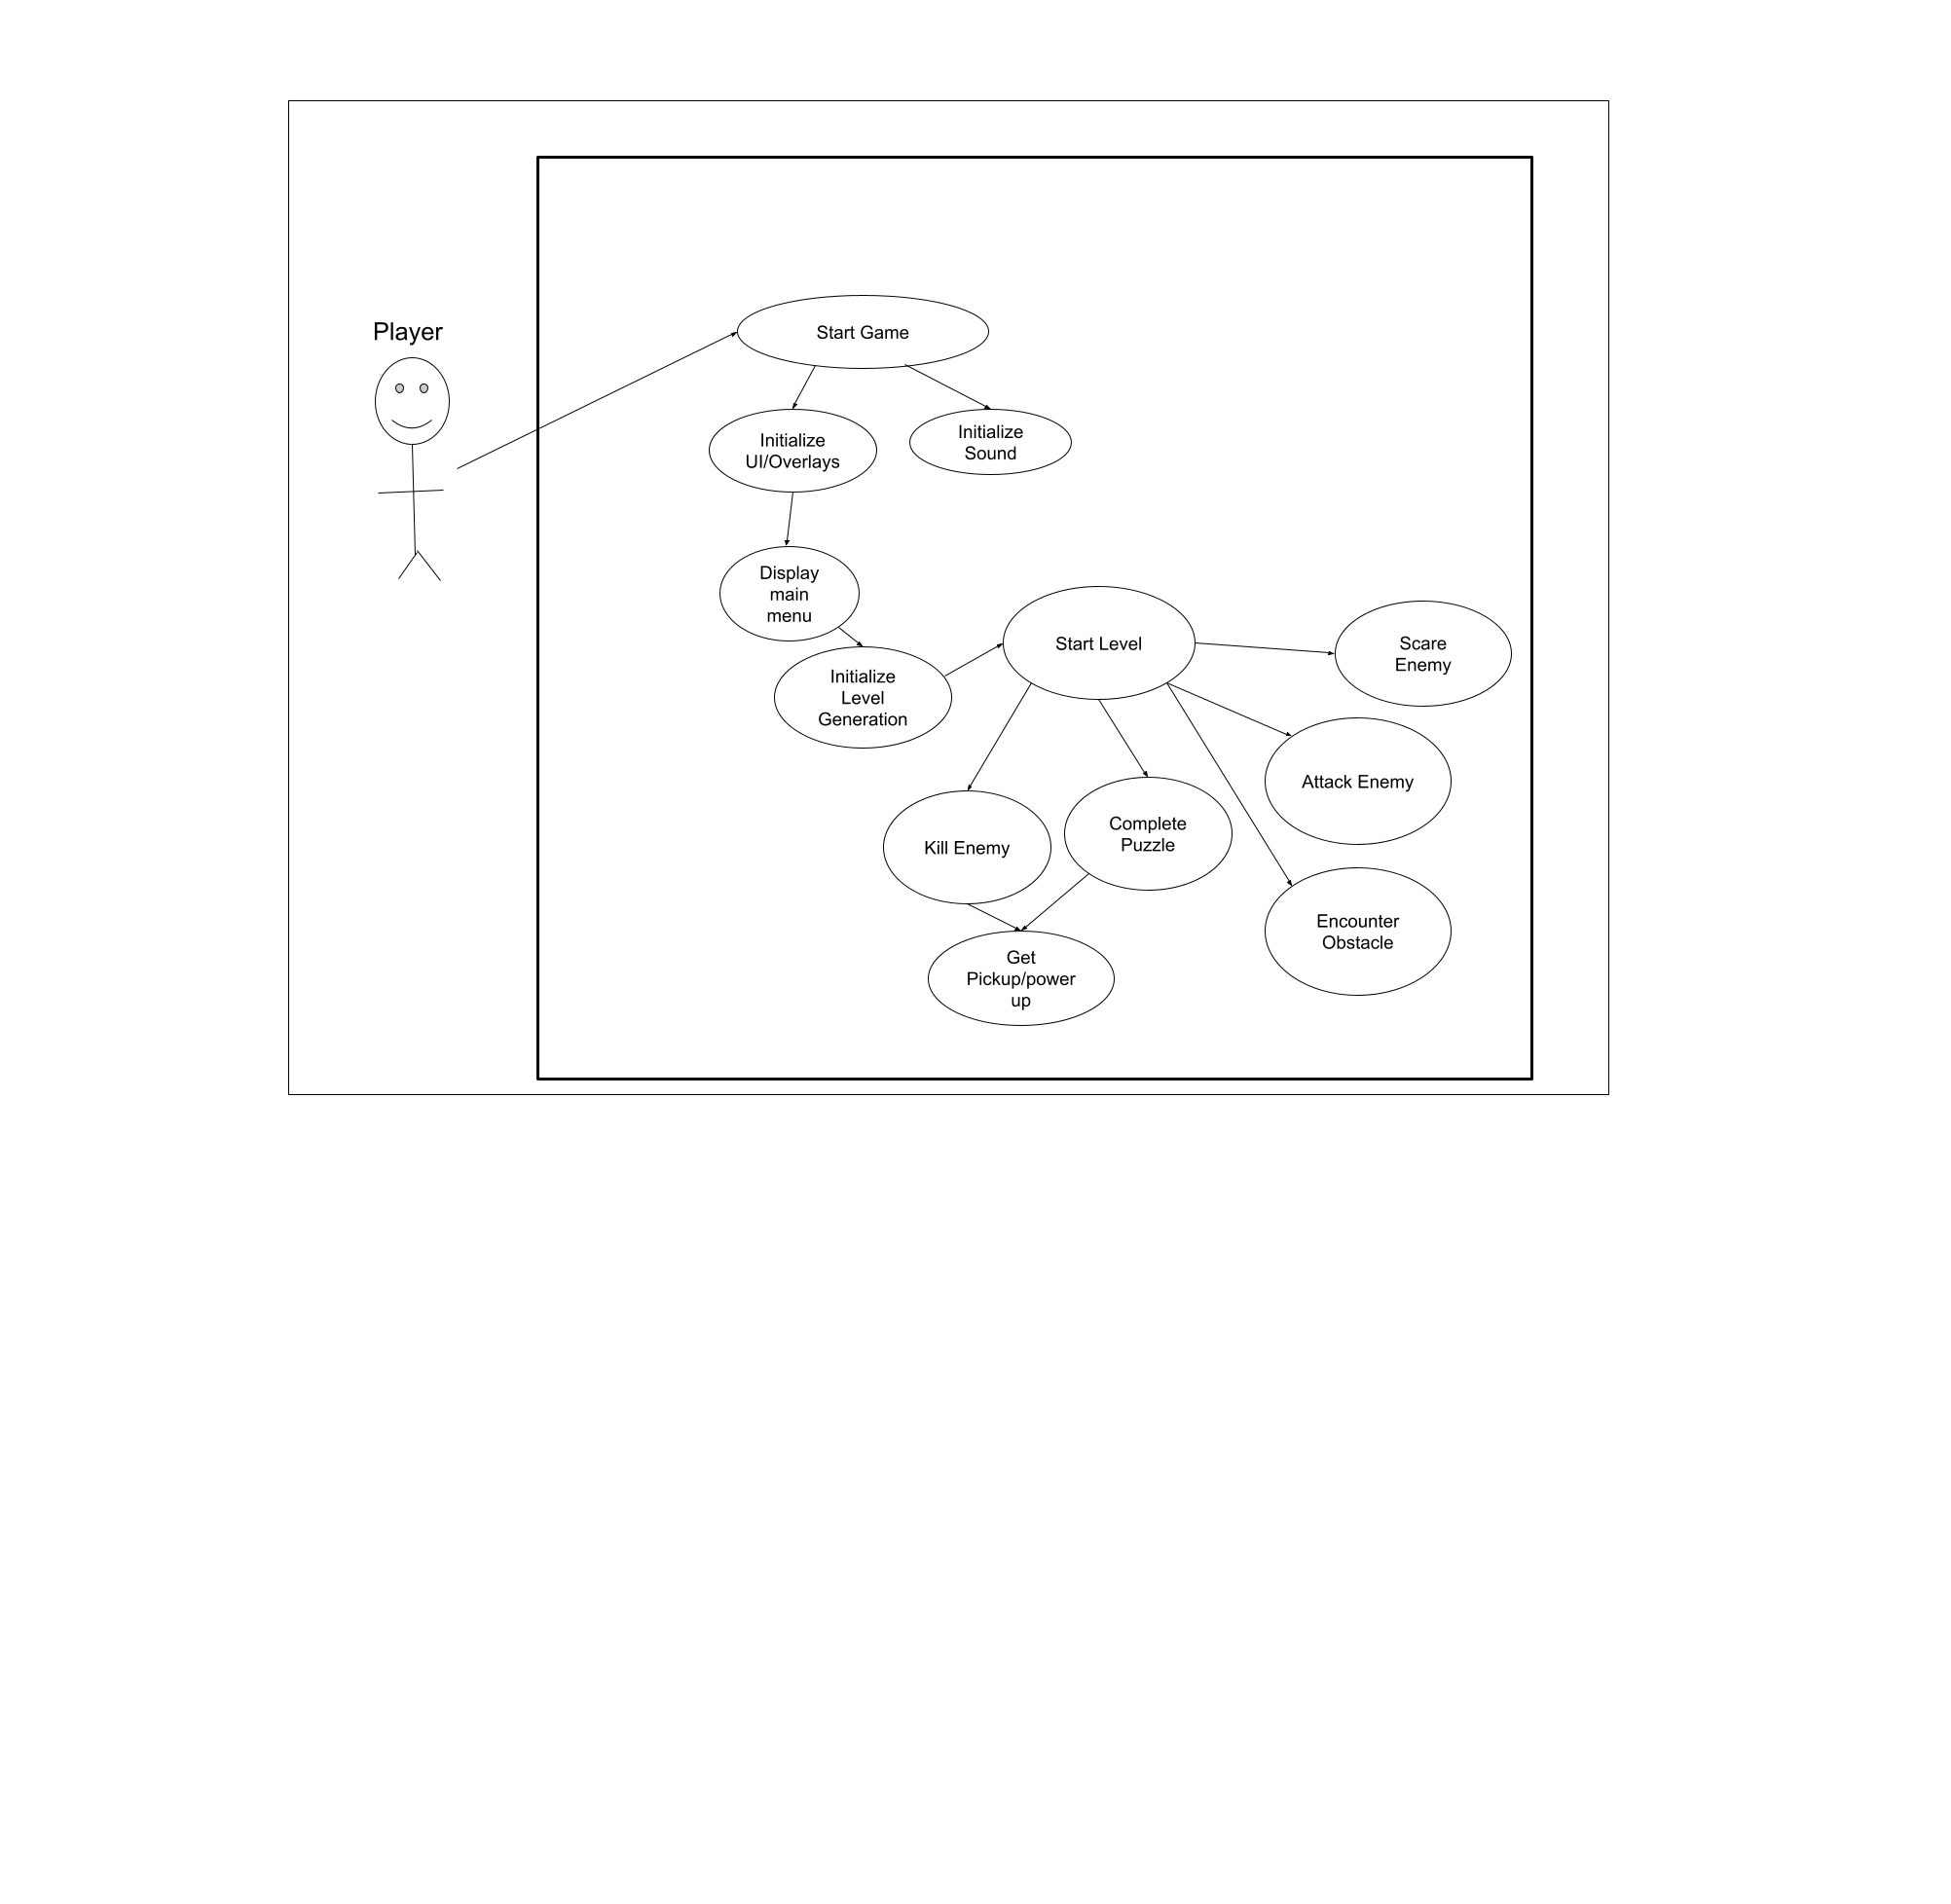 Player
Start Game
Initialize
UI/Overlays
Initialize
Sound
Display
main
menu
Initialize
Level
Generation
Start Level
Scare
Enemy
Attack Enemy
Kill Enemy
Complete
Puzzle
Encounter
Obstacle
Get
Pickup/power
up